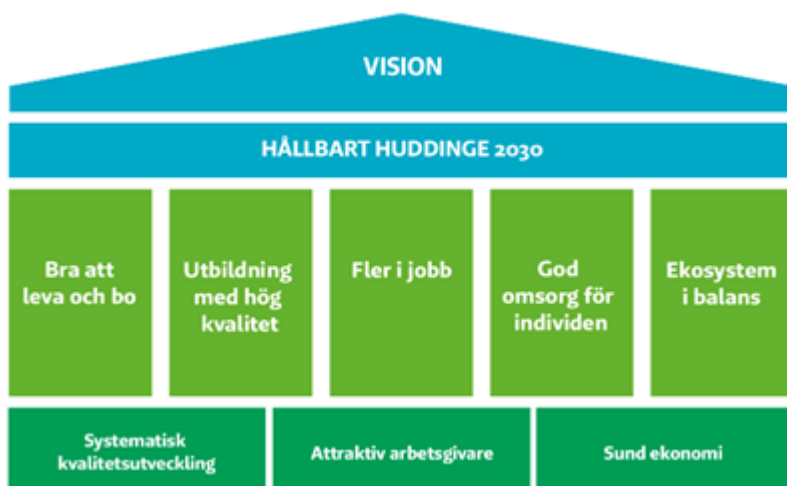 VISION
HÅLLBART HUDDINGE 2030
Bra att
leva och bo
Utbildning
med hög
kvalitet
Fler i jobb
God
omsorg för
individen
Ekosystem
i balans
Systematisk
kvalitetsutveckling
Attraktiv arbetsgivare
Sund ekonomi